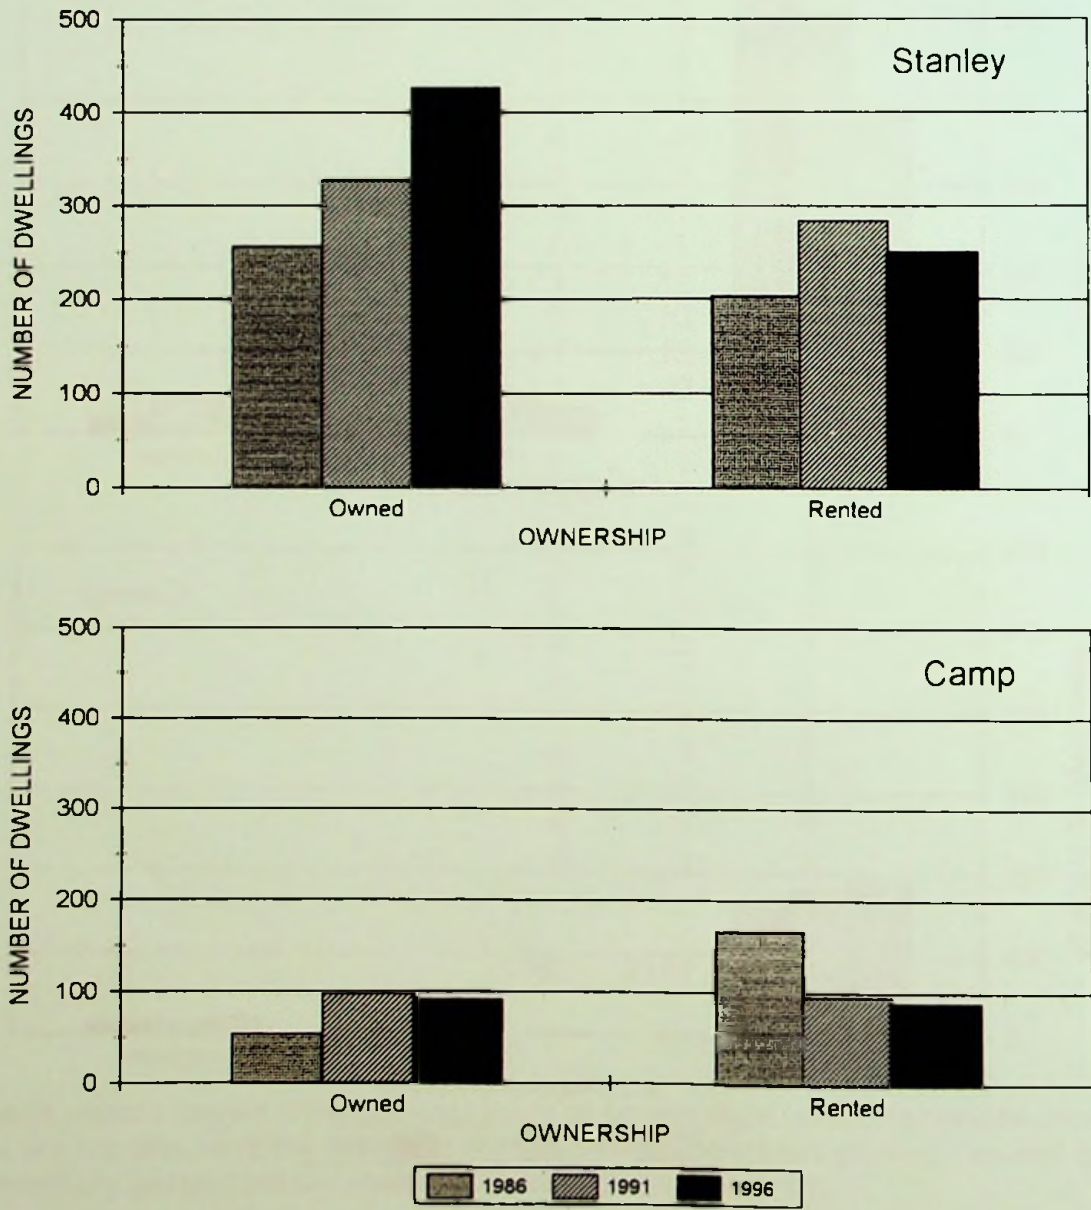 500
Stanley
400
300
200
100
0
NUMBER OF DWELLINGS
Owned
Rented
OWNERSHIP
500
Camp
400
300
200
100
0
NUMBER OF DWELLINGS
Owned
Rented
OWNERSHIP
1986 1991 1996